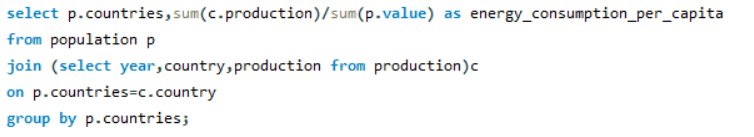 select p.countries,sum(c.production)/sum(p.value) as energy_consumption_per_capita
from population p
join (select year,country,production from production)c
on p.countries=c.country
group by p.countries;